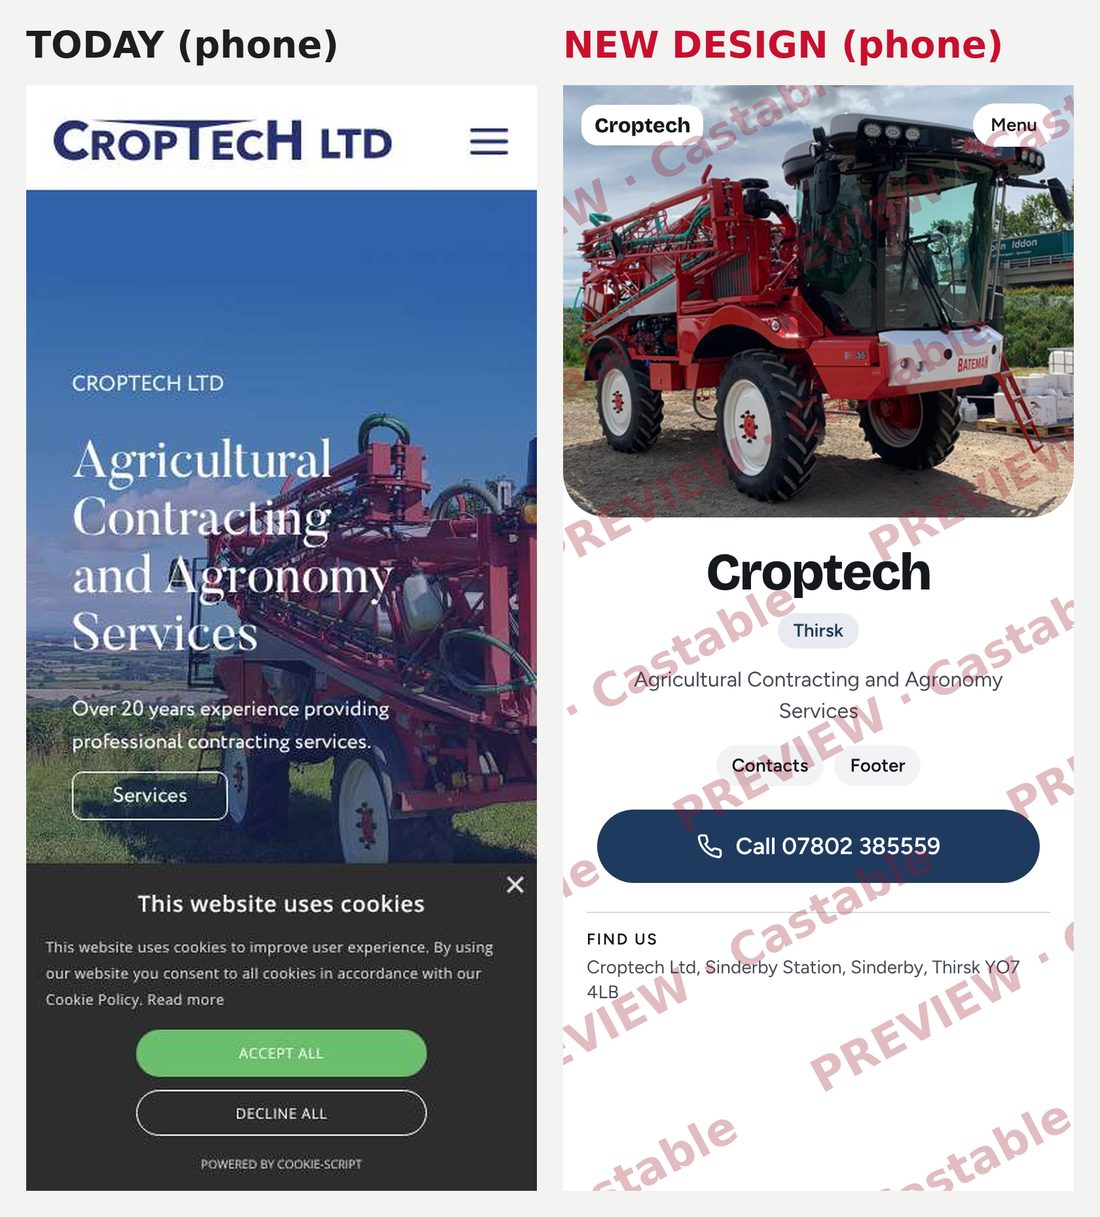 TODAY (phone)
CROPTECH LTD
CROPTECH LTD
Agricultural
Contracting
and Agronomy
Services
Over 20 years experience providing
professional contracting services.
Services
This website uses cookies
This website uses cookies to improve user experience. By using
our website you consent to all cookies in accordance with our
Cookie Policy. Read more
ACCEPT ALL
DECLINE ALL
POWERED BY COOKIE-SCRIPT
NEW DESIGN (phone)
Croptech
Menu
Iddon
BATEMAN
Croptech
Thirsk
Agricultural Contracting and Agronomy
Services
Contacts
Footer
Call 07802 385559
FIND US
Croptech Ltd, Sinderby Station, Sinderby, Thirsk YO7
4LB
PREVIEW · Castable